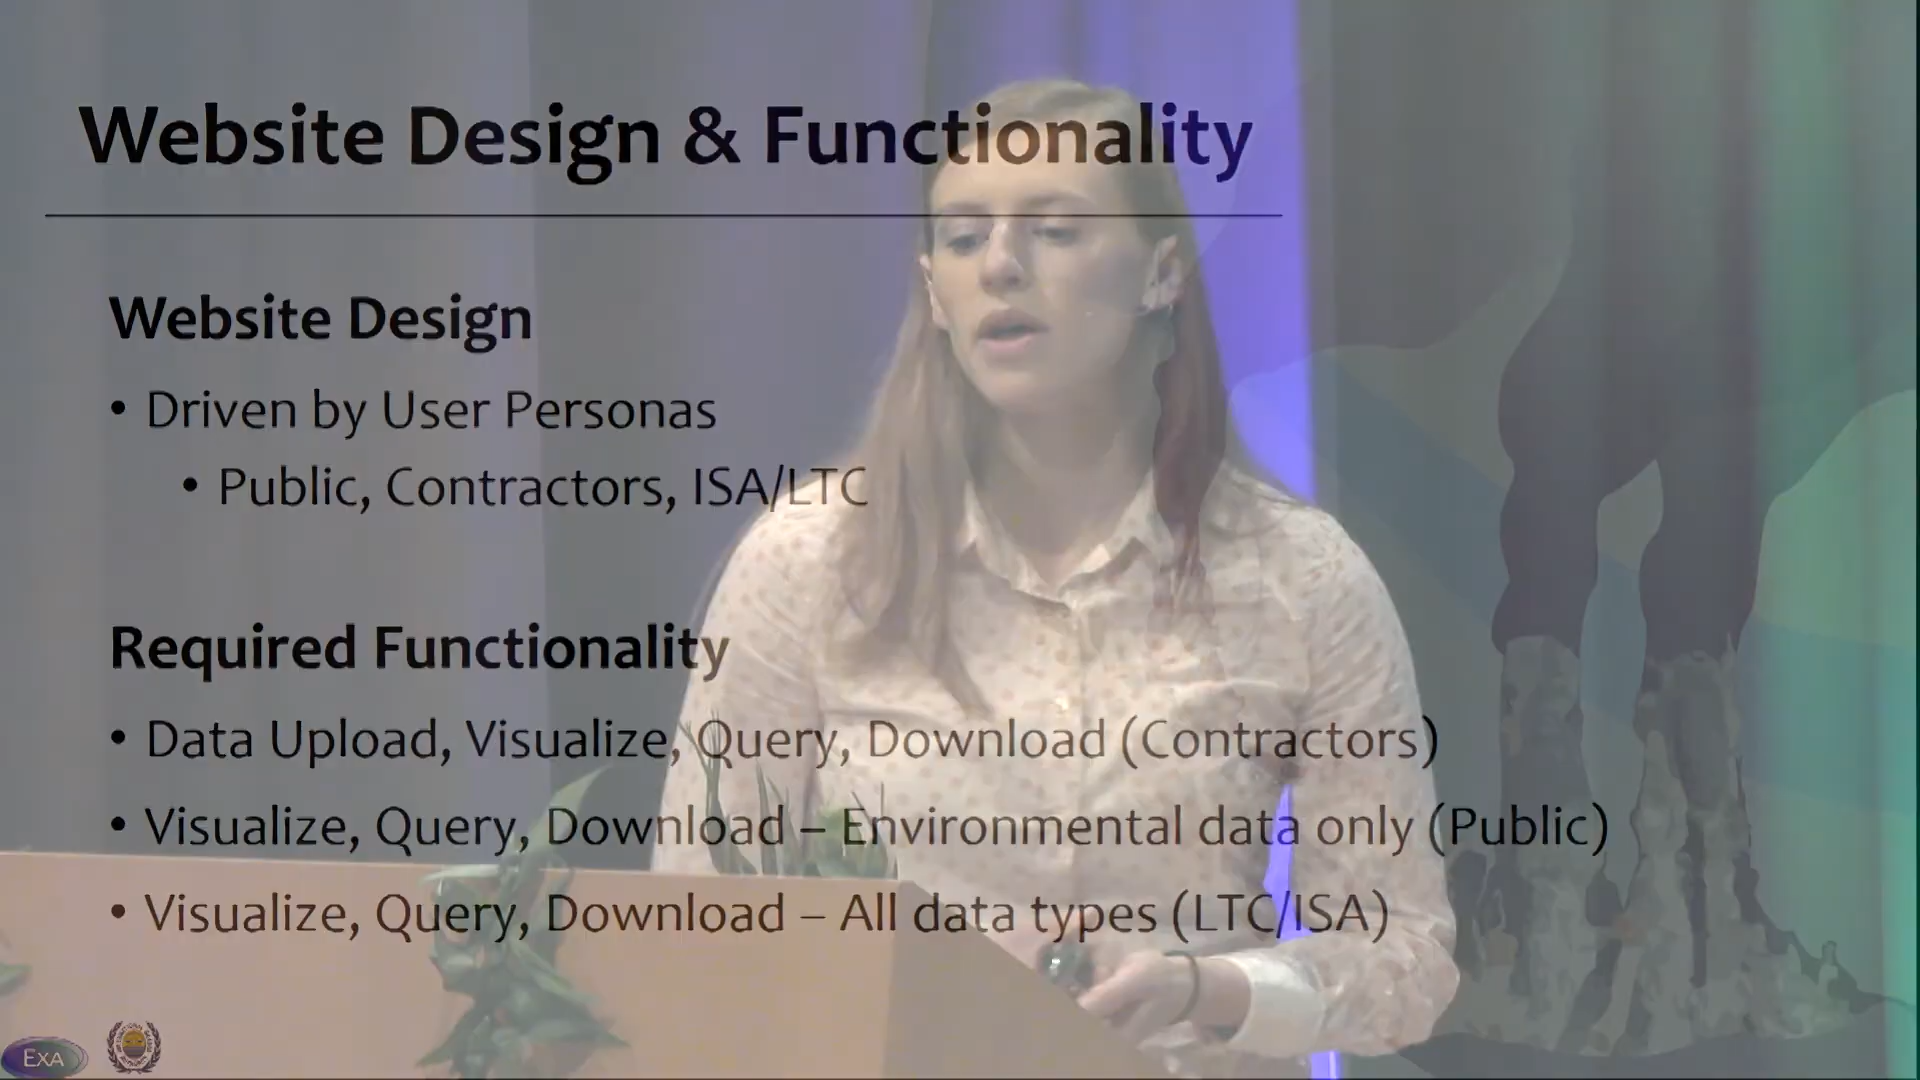 Website Design & Functionality
Website Design
• Driven by User Personas
• Public, Contractors, ISA/LTC
Required Functionality
• Data Upload, Visualize, Query, Download (Contractors)
• Visualize, Query, Download – Environmental data only (Public)
• Visualize, Query, Download – All data types (LTC/ISA)
EXA